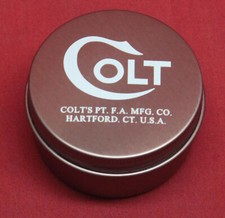 COLT
COLT'S PT. F.A. MFG. CO.
HARTFORD. CT. U.S.A.